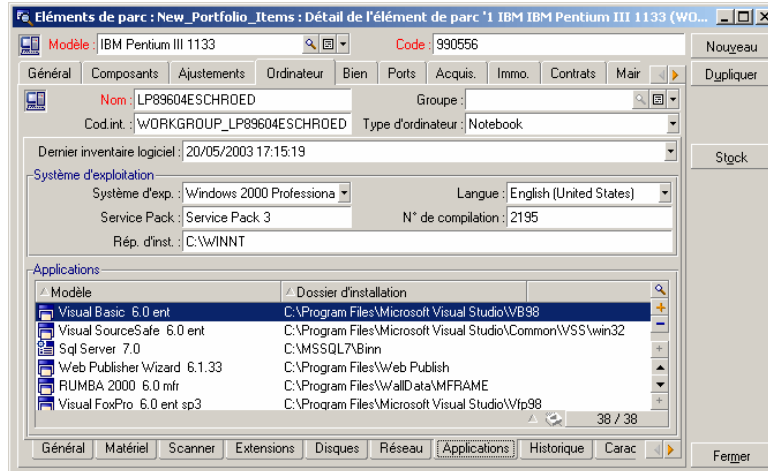 Eléments de parc : New_Portfolio_Items : Détail de l'élément de parc '1 IBM IBM Pentium III 1133 (WO...
Modèle : IBM Pentium III 1133 Code : 990556 Nouveau
Général Composants Ajustements Ordinateur Bien Ports Acquis. Immo. Contrats Mair Dupliquer
Nom : LP89604ESCHROED Groupe :
Cod.int. : WORKGROUP_LP89604ESCHROED Type d'ordinateur : Notebook
Dernier inventaire logiciel : 20/05/2003 17:15:19 Stock
Système d'exploitation
Système d'exp. : Windows 2000 Professiona Langue : English (United States)
Service Pack : Service Pack 3 N° de compilation : 2195
Rép. d'inst. : C:\WINNT
Applications
Modèle Dossier d'installation
Visual Basic 6.0 ent C:\Program Files\Microsoft Visual Studio\VB98
Visual SourceSafe 6.0 ent C:\Program Files\Microsoft Visual Studio\Common\VSS\win32
Sql Server 7.0 C:\MSSQL7\Binn
Web Publisher Wizard 6.1.33 C:\Program Files\Web Publish
RUMBA 2000 6.0 mfr C:\Program Files\WallData\MFRAME
Visual FoxPro 6.0 ent sp3 C:\Program Files\Microsoft Visual Studio\Vfp98
38 / 38
Général Matériel Scanner Extensions Disques Réseau Applications Historique Carac Fermer